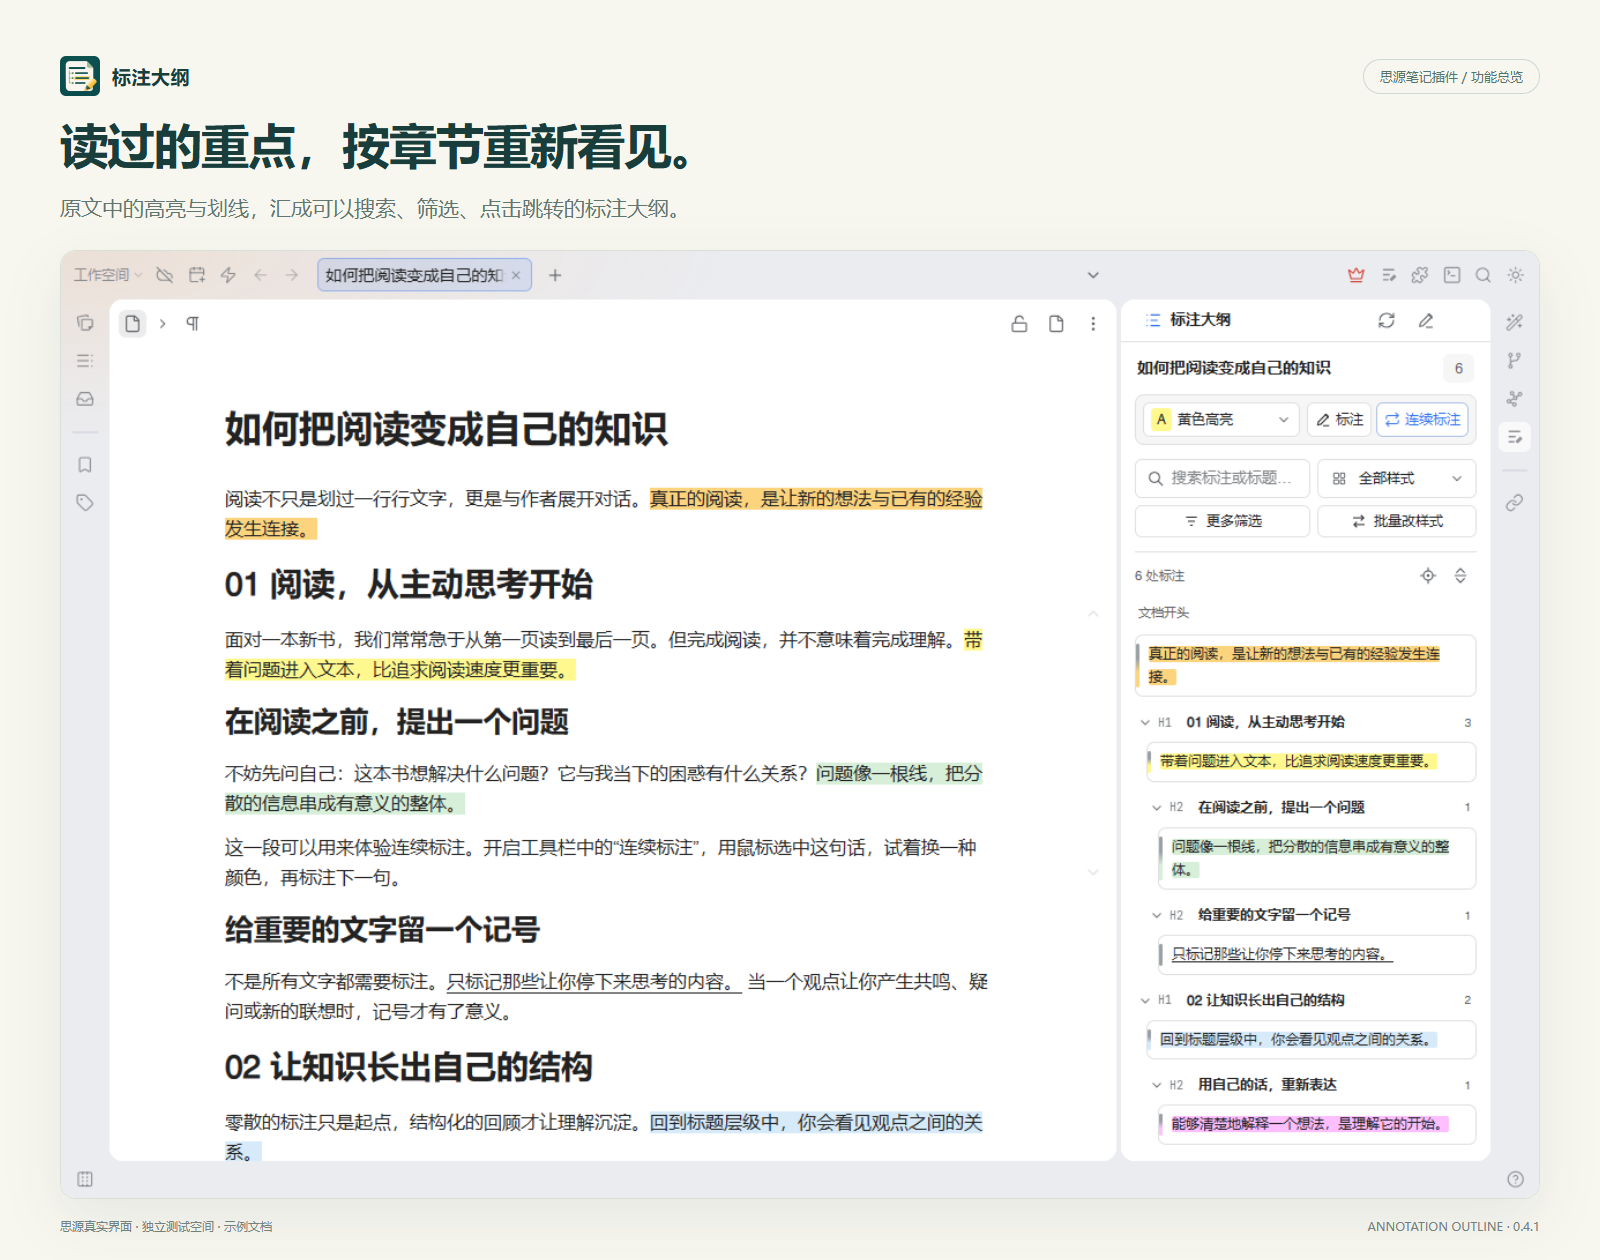 标注大纲
思源笔记插件 / 功能总览
读过的重点，按章节重新看见。
原文中的高亮与划线，汇成可以搜索、筛选、点击跳转的标注大纲。
工作空间
如何把阅读变成自己的知
如何把阅读变成自己的知识
阅读不只是划过一行行文字，更是与作者展开对话。真正的阅读，是让新的想法与已有的经验
发生连接。
01 阅读，从主动思考开始
面对一本新书，我们常常急于从第一页读到最后一页。但完成阅读，并不意味着完成理解。带
着问题进入文本，比追求阅读速度更重要。
在阅读之前，提出一个问题
不妨先问自己：这本书想解决什么问题？它与我当下的困惑有什么关系？问题像一根线，把分
散的信息串成有意义的整体。
这一段可以用来体验连续标注。开启工具栏中的“连续标注”，用鼠标选中这句话，试着换一种
颜色，再标注下一句。
给重要的文字留一个记号
不是所有文字都需要标注。只标记那些让你停下来思考的内容。当一个观点让你产生共鸣、疑
问或新的联想时，记号才有了意义。
02 让知识长出自己的结构
零散的标注只是起点，结构化的回顾才让理解沉淀。回到标题层级中，你会看见观点之间的关
系。
标注大纲
如何把阅读变成自己的知识
6
A 黄色高亮
标注
连续标注
搜索标注或标题...
全部样式
更多筛选
批量改样式
6 处标注
文档开头
真正的阅读，是让新的想法与已有的经验发生连
接。
H1 01 阅读，从主动思考开始 3
带着问题进入文本，比追求阅读速度更重要。
H2 在阅读之前，提出一个问题 1
问题像一根线，把分散的信息串成有意义的整
体。
H2 给重要的文字留一个记号 1
只标记那些让你停下来思考的内容。
H1 02 让知识长出自己的结构 2
回到标题层级中，你会看见观点之间的关系。
H2 用自己的话，重新表达 1
能够清楚地解释一个想法，是理解它的开始。
思源真实界面 · 独立测试空间 · 示例文档
ANNOTATION OUTLINE · 0.4.1